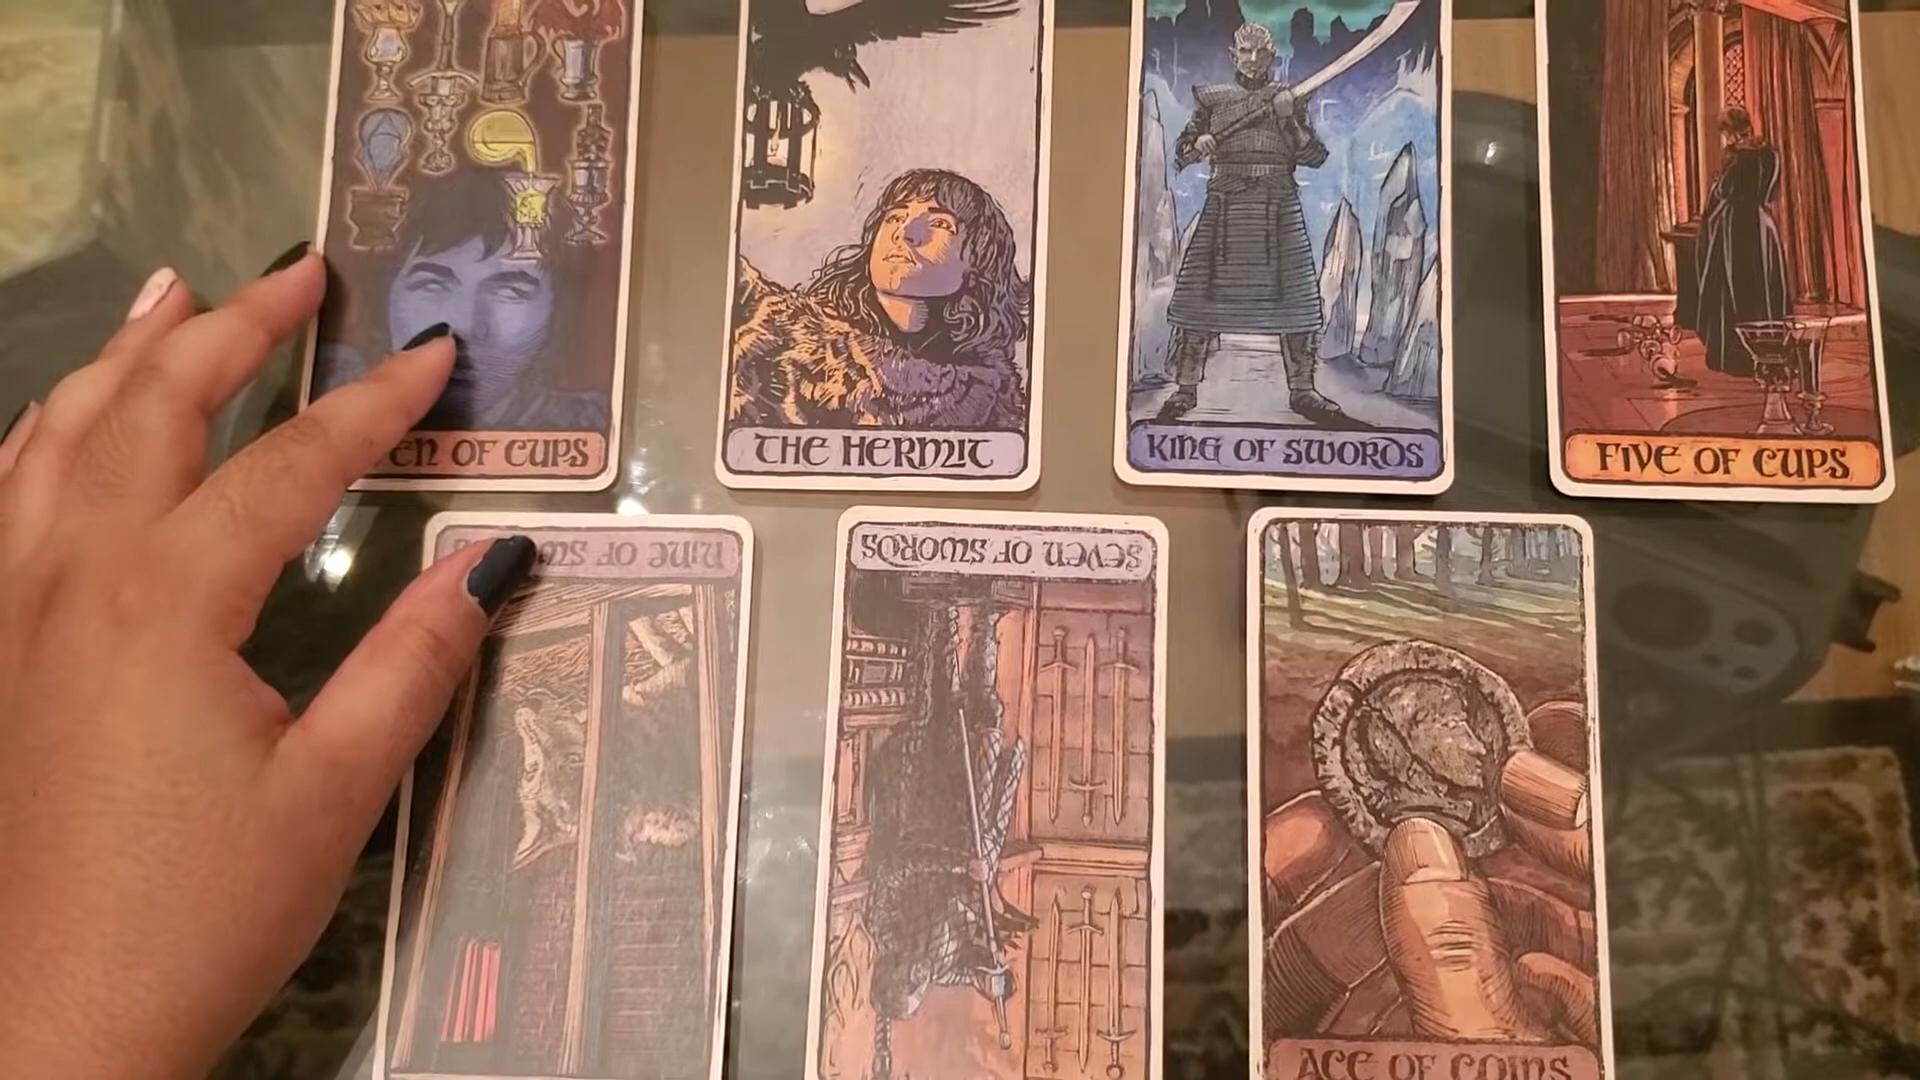 OF CUPS
THE HERMIT
KING OF SWORDS
FIVE OF CUPS
NINE OF
SEVEN OF SWORDS
ACE OF COINS